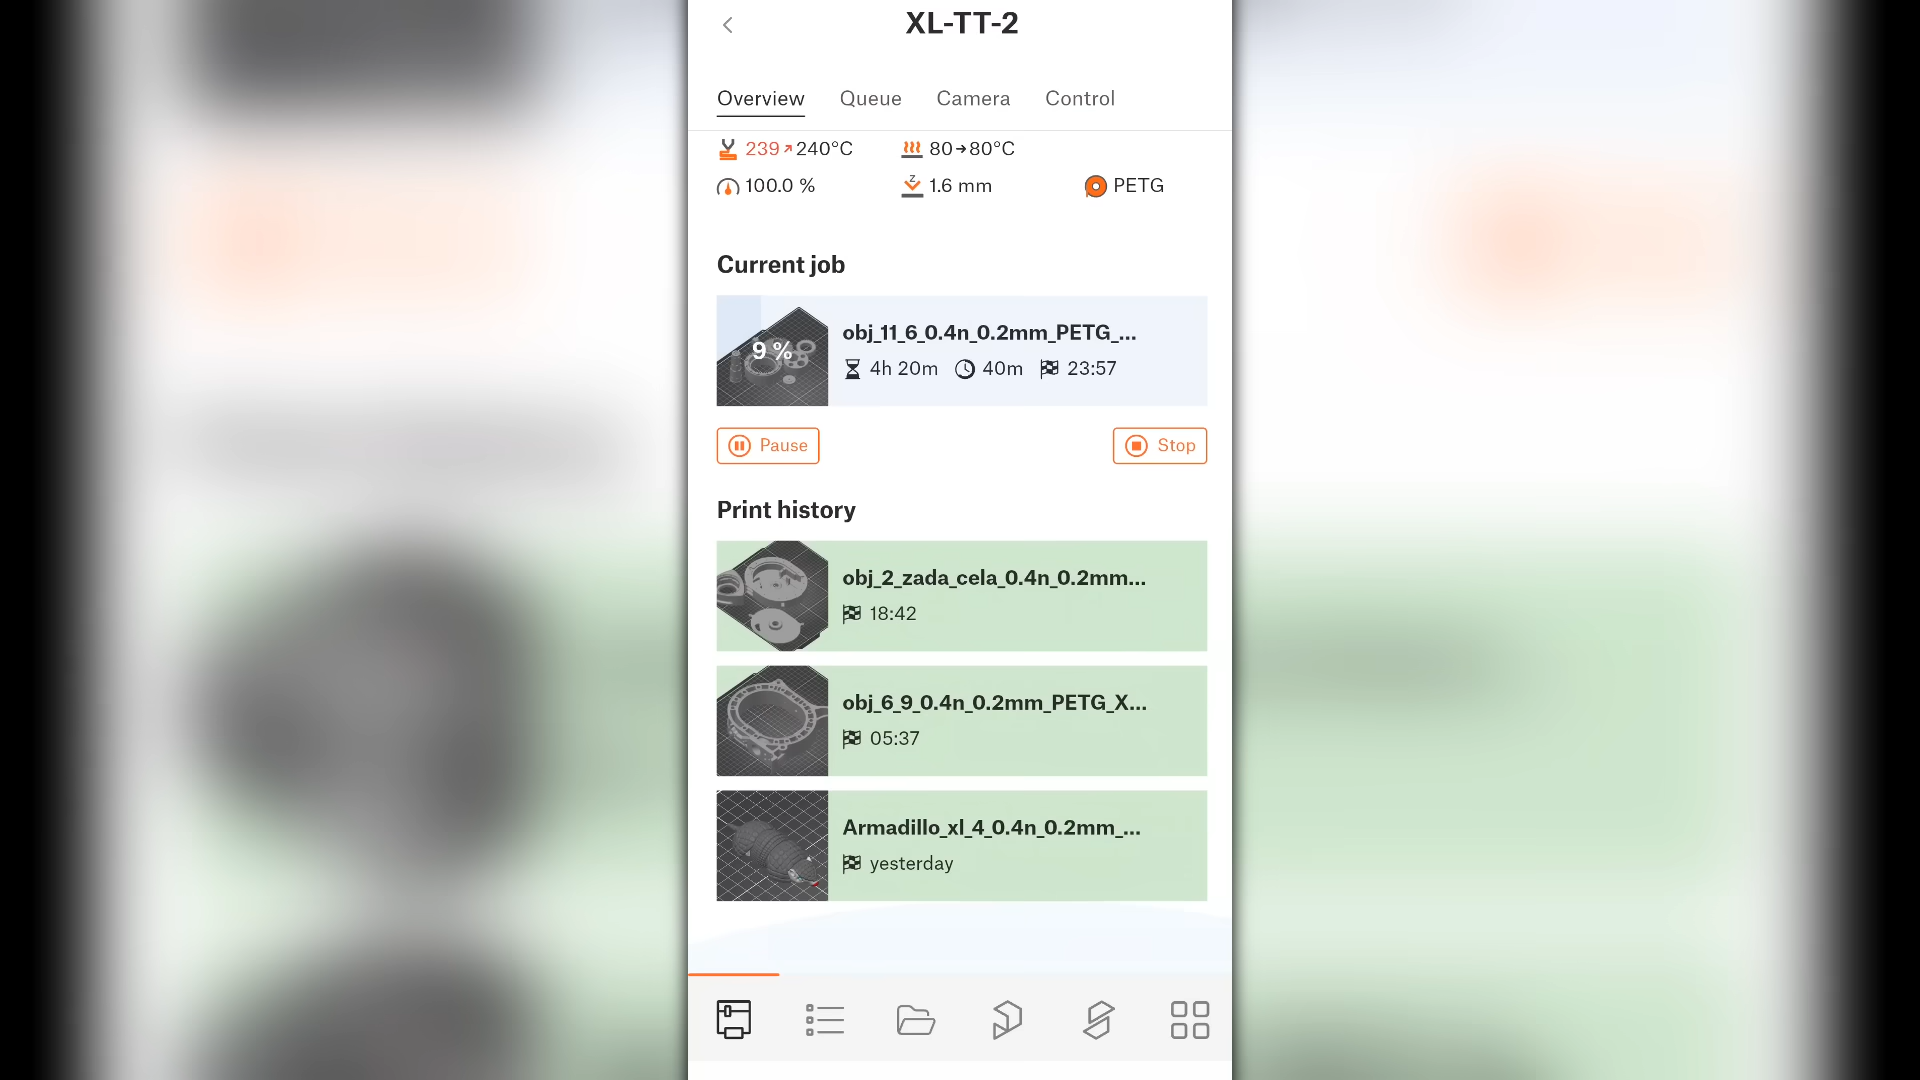 XL-TT-2
Overview Queue Camera Control
239↗240°C 80→80°C
100.0 % 1.6 mm PETG
Current job
9 %
obj_11_6_0.4n_0.2mm_PETG_...
4h 20m 40m 23:57
Pause Stop
Print history
obj_2_zada_cela_0.4n_0.2mm...
18:42
obj_6_9_0.4n_0.2mm_PETG_X...
05:37
Armadillo_xl_4_0.4n_0.2mm_...
yesterday